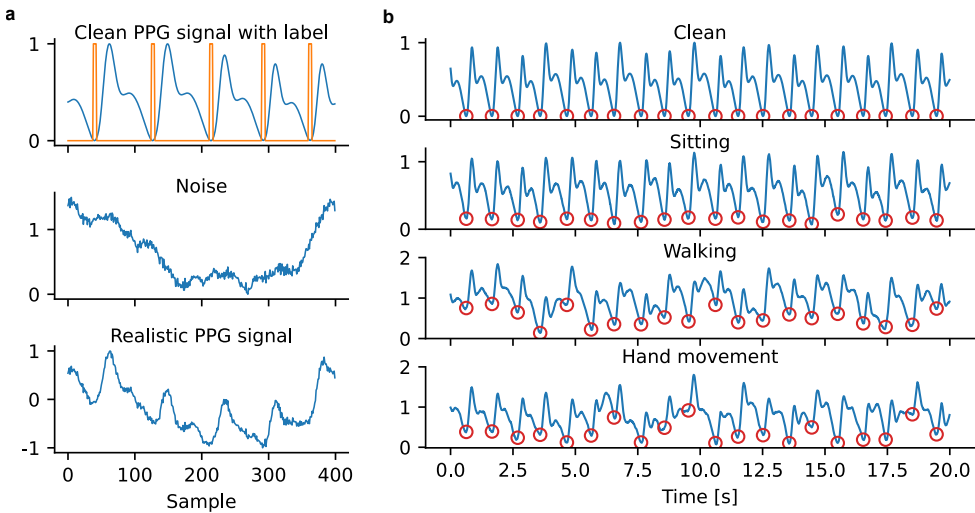 a
Clean PPG signal with label
1
0
Noise
1
0
Realistic PPG signal
1
0
-1
0 100 200 300 400
Sample
b
Clean
1
0
Sitting
1
0
Walking
2
1
0
Hand movement
2
1
0
0.0 2.5 5.0 7.5 10.0 12.5 15.0 17.5 20.0
Time [s]